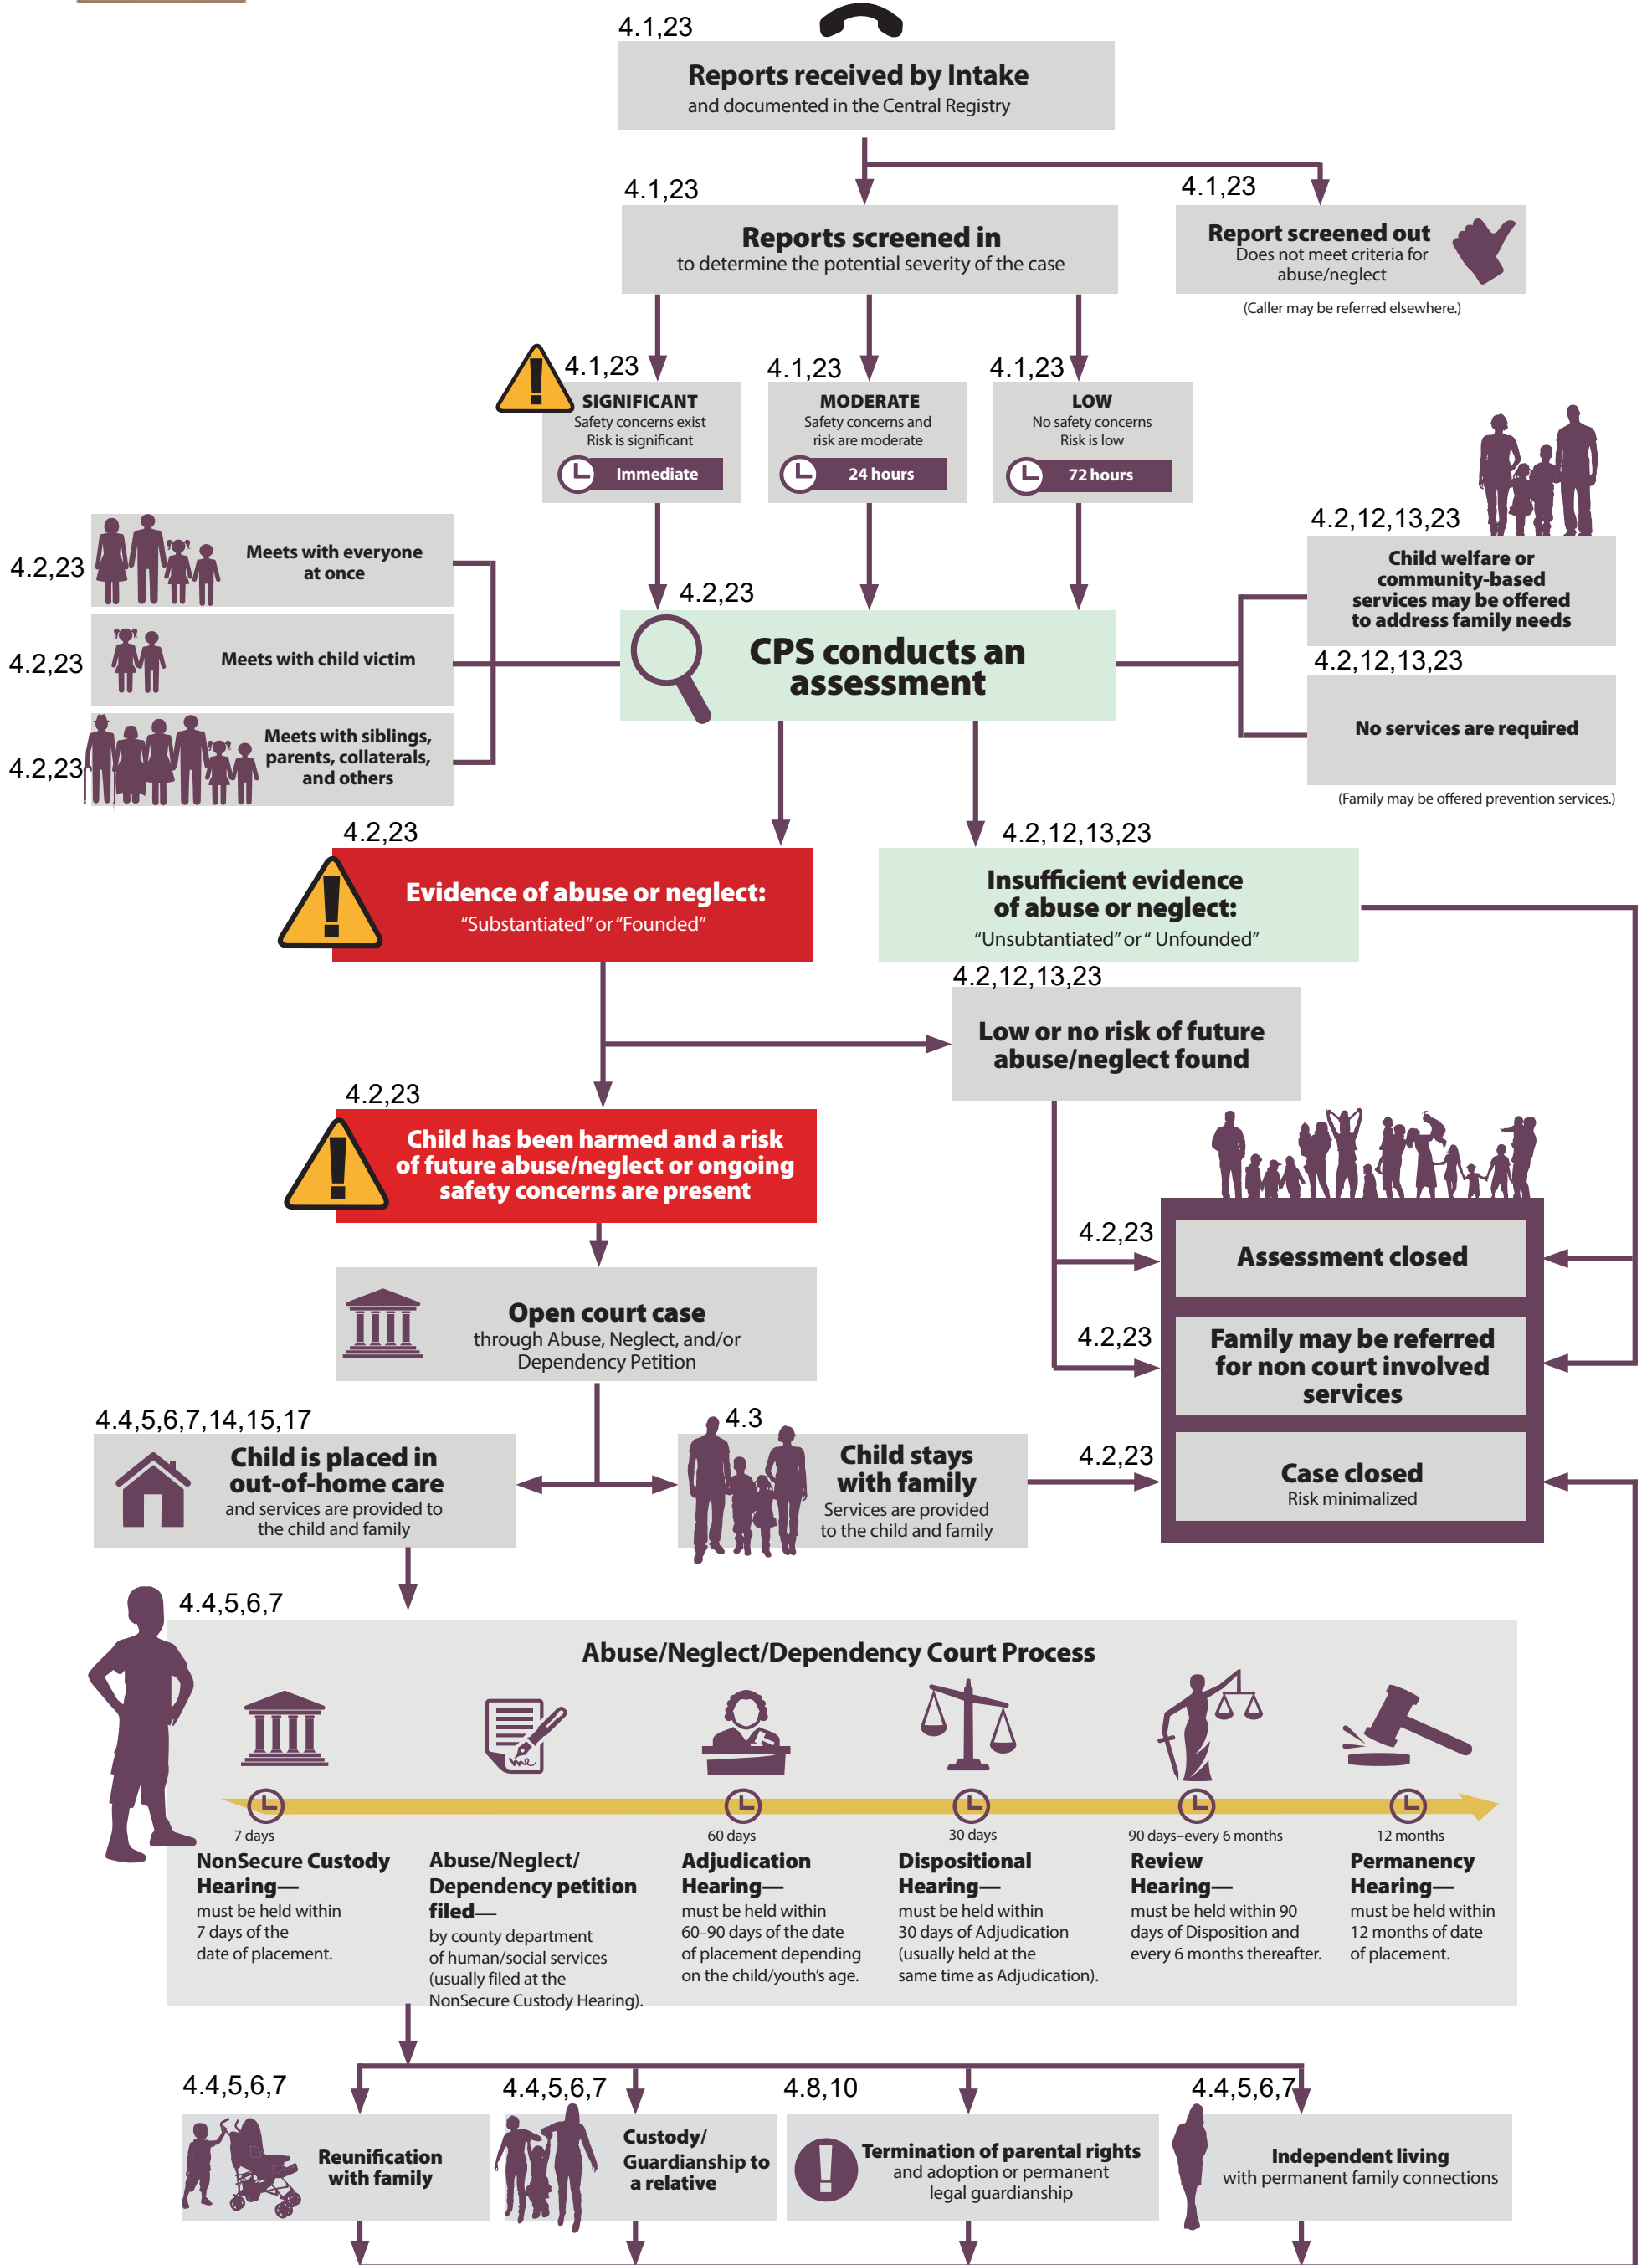 4.1,23
Reports received by Intake
and documented in the Central Registry
4.1,23
Reports screened in
to determine the potential severity of the case
4.1,23
Report screened out
Does not meet criteria for
abuse/neglect
(Caller may be referred elsewhere.)
4.1,23
SIGNIFICANT
Safety concerns exist
Risk is significant
Immediate
4.1,23
MODERATE
Safety concerns and
risk are moderate
24 hours
4.1,23
LOW
No safety concerns
Risk is low
72 hours
4.2,23
Meets with everyone
at once
4.2,23
Meets with child victim
4.2,23
Meets with siblings,
parents, collaterals,
and others
4.2,23
CPS conducts an
assessment
4.2,12,13,23
Child welfare or
community-based
services may be offered
to address family needs
4.2,12,13,23
No services are required
(Family may be offered prevention services.)
4.2,23
Evidence of abuse or neglect:
“Substantiated” or “Founded”
4.2,12,13,23
Insufficient evidence
of abuse or neglect:
“Unsubtantiated” or “ Unfounded”
4.2,12,13,23
Low or no risk of future
abuse/neglect found
4.2,23
Child has been harmed and a risk
of future abuse/neglect or ongoing
safety concerns are present
4.2,23
Assessment closed
4.2,23
Family may be referred
for non court involved
services
4.2,23
Case closed
Risk minimalized
Open court case
through Abuse, Neglect, and/or
Dependency Petition
4.4,5,6,7,14,15,17
Child is placed in
out-of-home care
and services are provided to
the child and family
4.3
Child stays
with family
Services are provided
to the child and family
4.4,5,6,7
Abuse/Neglect/Dependency Court Process
7 days
NonSecure Custody
Hearing—
must be held within
7 days of the
date of placement.
Abuse/Neglect/
Dependency petition
filed—
by county department
of human/social services
(usually filed at the
NonSecure Custody Hearing).
60 days
Adjudication
Hearing—
must be held within
60–90 days of the date
of placement depending
on the child/youth’s age.
30 days
Dispositional
Hearing—
must be held within
30 days of Adjudication
(usually held at the
same time as Adjudication).
90 days–every 6 months
Review
Hearing—
must be held within 90
days of Disposition and
every 6 months thereafter.
12 months
Permanency
Hearing—
must be held within
12 months of date
of placement.
4.4,5,6,7
Reunification
with family
4.4,5,6,7
Custody/
Guardianship to
a relative
4.8,10
Termination of parental rights
and adoption or permanent
legal guardianship
4.4,5,6,7
Independent living
with permanent family connections